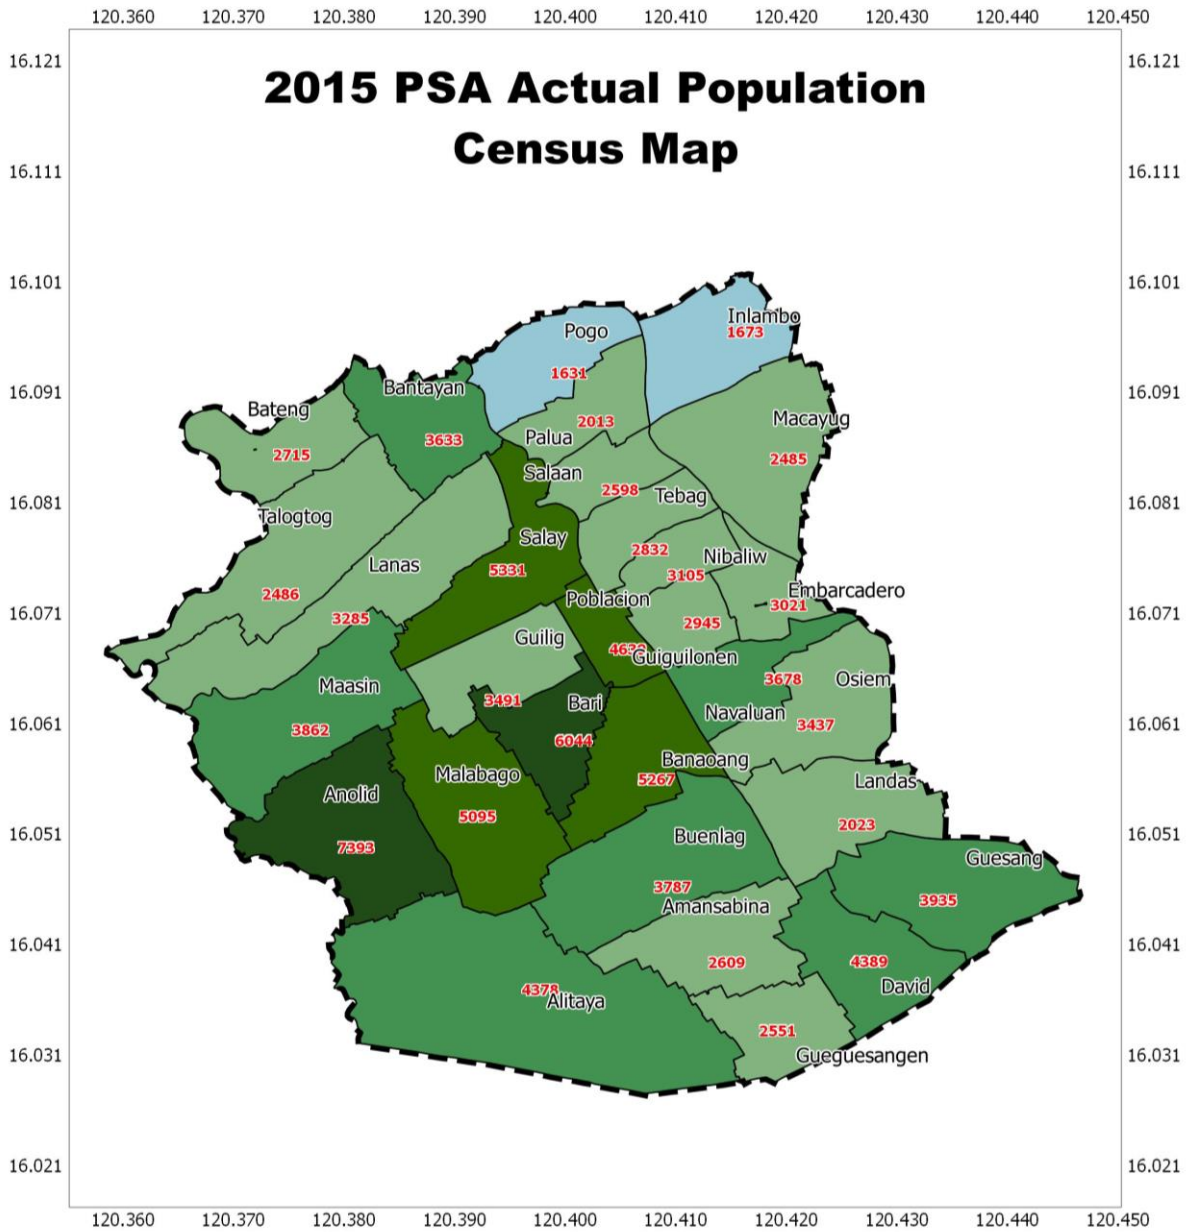 120.360 120.370 120.380 120.390 120.400 120.410 120.420 120.430 120.440 120.450
16.121 16.121
2015 PSA Actual Population
Census Map
16.111 16.111
16.101 16.101
Inlambo
Pogo 1673
1631
16.091 Bantayan 16.091
Bateng 2013 Macayug
3633 Palua
2715 2485
Salaan
2598 Tebag
16.081 16.081
Talogtog
Salay 2832 Nibaliw
Lanas 5331 3105
2486 Poblacion 3021 Embarcadero
16.071 3285 2945 16.071
Guilig
Guiguilonen
Maasin 3678 Osiem
3491 Bari
Navaluan
16.061 3862 6044 3437 16.061
Banaoang
Malabago 5267 Landas
Anolid
5095 2023
16.051 Buenlag 16.051
7393 Guesang
3787
Amansabina 3935
16.041 16.041
2609 4389
4378 David
Alitaya
2551
16.031 Gueguesangen 16.031
16.021 16.021
120.360 120.370 120.380 120.390 120.400 120.410 120.420 120.430 120.440 120.450